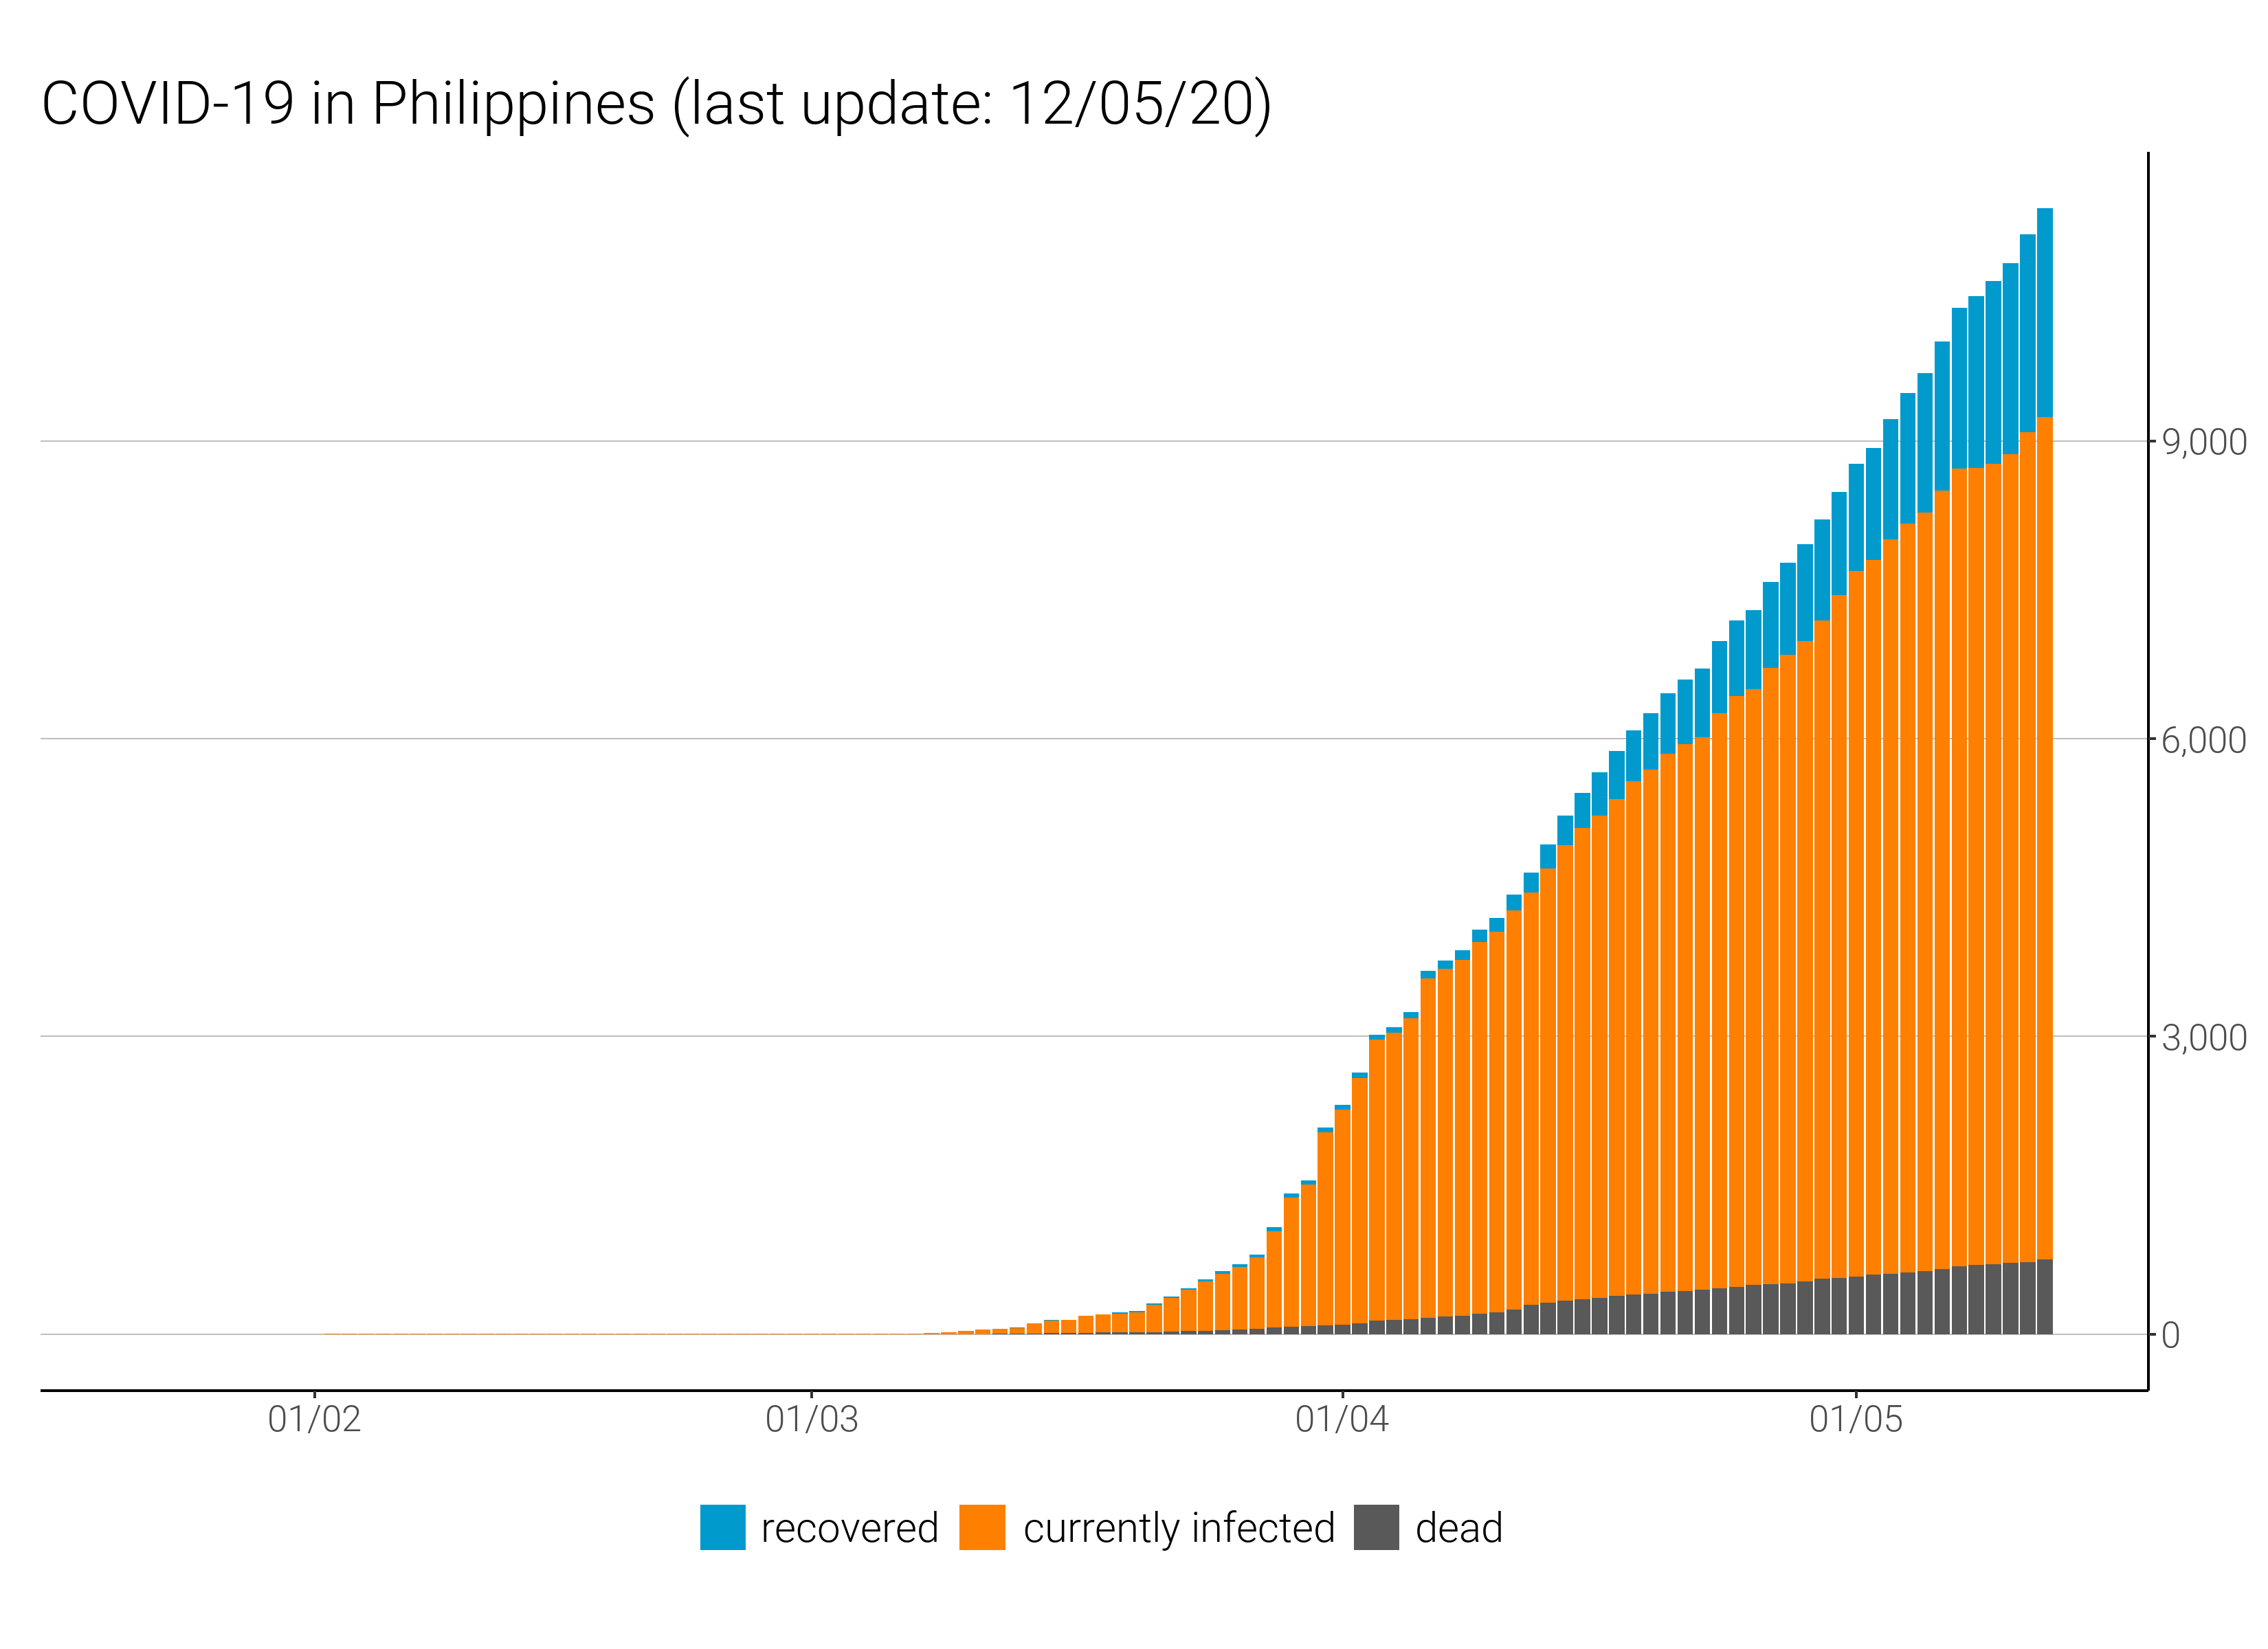 COVID-19 in Philippines (last update: 12/05/20)
9,000
6,000
3,000
0
01/02 01/03 01/04 01/05
recovered currently infected dead